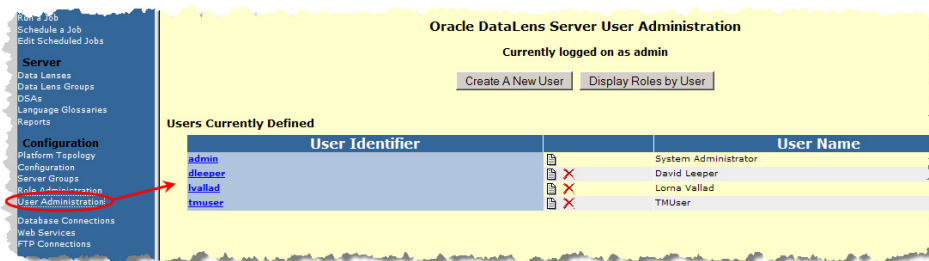 Run a Job
Schedule a Job
Edit Scheduled Jobs
Server
Data Lenses
Data Lens Groups
DSAs
Language Glossaries
Reports
Configuration
Platform Topology
Configuration
Server Groups
Role Administration
User Administration
Database Connections
Web Services
FTP Connections
Oracle DataLens Server User Administration
Currently logged on as admin
Create A New User Display Roles by User
Users Currently Defined
User Identifier User Name
admin System Administrator
dleeper David Leeper
lvallad Lorna Vallad
tmuser TMUser